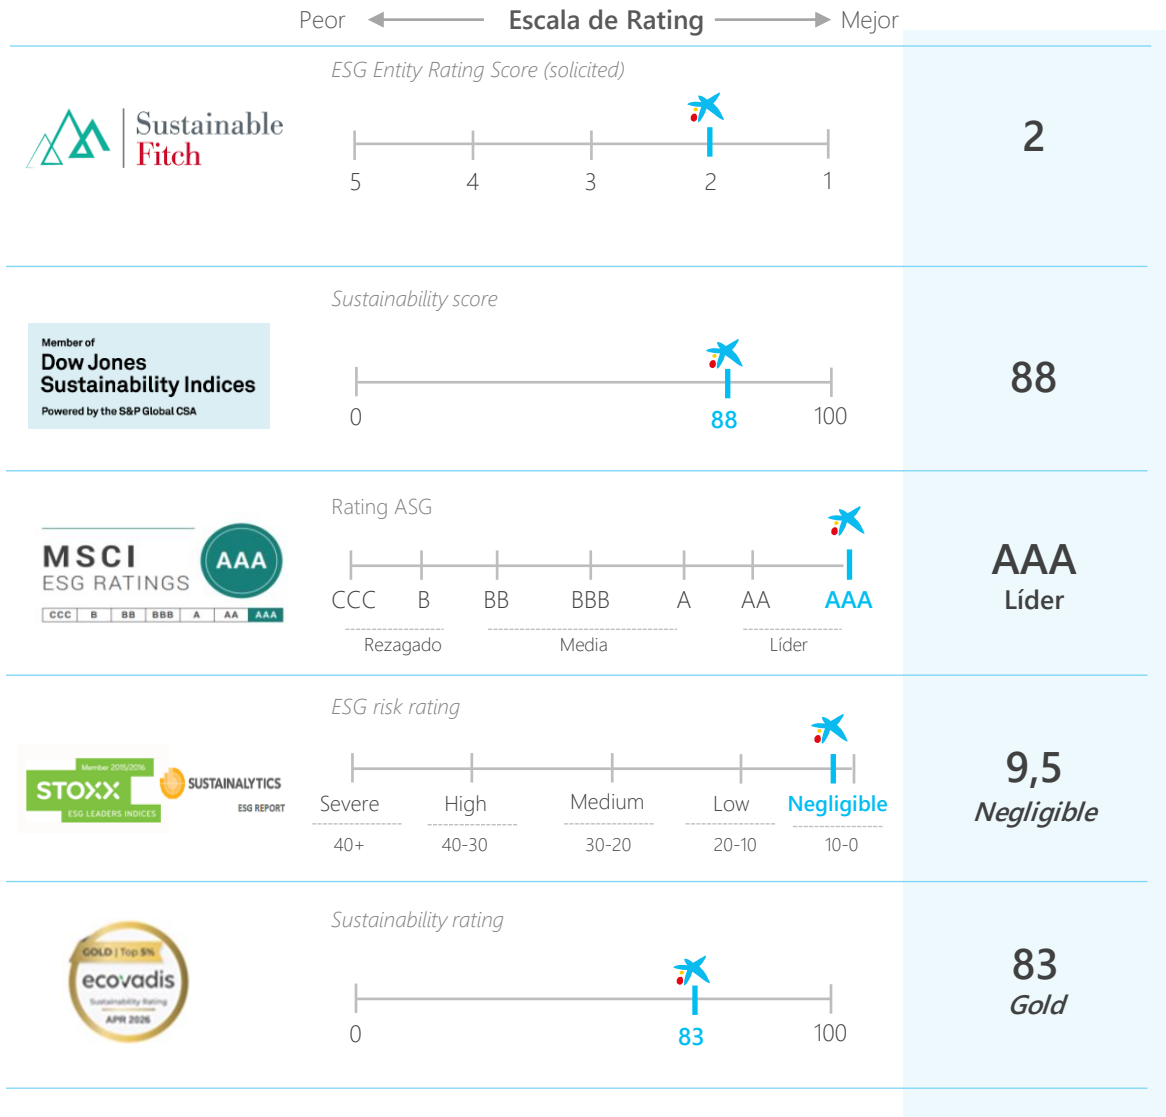 Peor Escala de Rating Mejor
ESG Entity Rating Score (solicited)
Sustainable
Fitch
5 4 3 2 1
2
Sustainability score
Member of
Dow Jones
Sustainability Indices
Powered by the S&P Global CSA
0 88 100
88
Rating ASG
MSCI
ESG RATINGS
AAA
CCC B BB BBB A AA AAA
CCC B BB BBB A AA AAA
Rezagado Media Líder
AAA
Líder
ESG risk rating
Member 2015/2016
STOXX
ESG LEADERS INDICES
SUSTAINALYTICS
ESG REPORT
Severe High Medium Low Negligible
40+ 40-30 30-20 20-10 10-0
9,5
Negligible
Sustainability rating
GOLD | Top 5%
ecovadis
Sustainability Rating
APR 2026
0 83 100
83
Gold